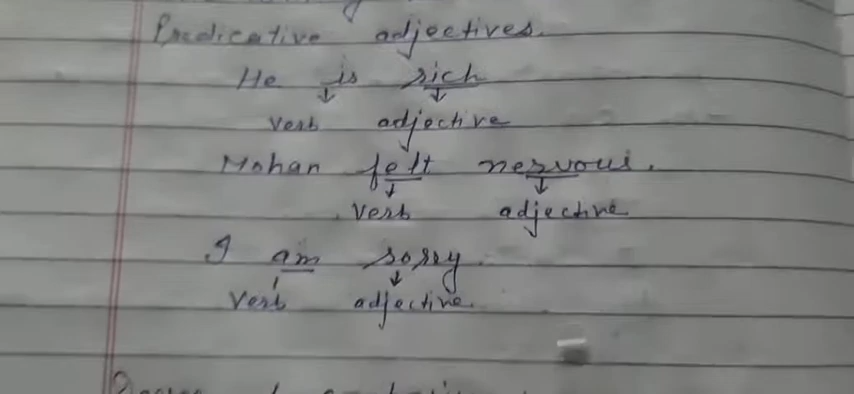 Predicative adjectives.
He is rich
verb adjective
Mohan felt nervous.
verb adjective
I am sorry.
verb adjective.